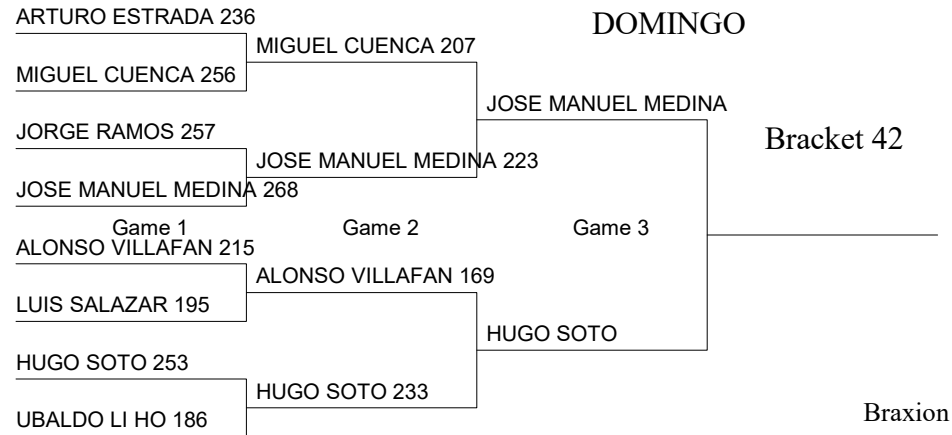 ARTURO ESTRADA 236
DOMINGO
MIGUEL CUENCA 207
MIGUEL CUENCA 256
JOSE MANUEL MEDINA
JORGE RAMOS 257
Bracket 42
JOSE MANUEL MEDINA 223
JOSE MANUEL MEDINA 268
Game 1
Game 2
Game 3
ALONSO VILLAFAN 215
ALONSO VILLAFAN 169
LUIS SALAZAR 195
HUGO SOTO
HUGO SOTO 253
HUGO SOTO 233
UBALDO LI HO 186
Braxion